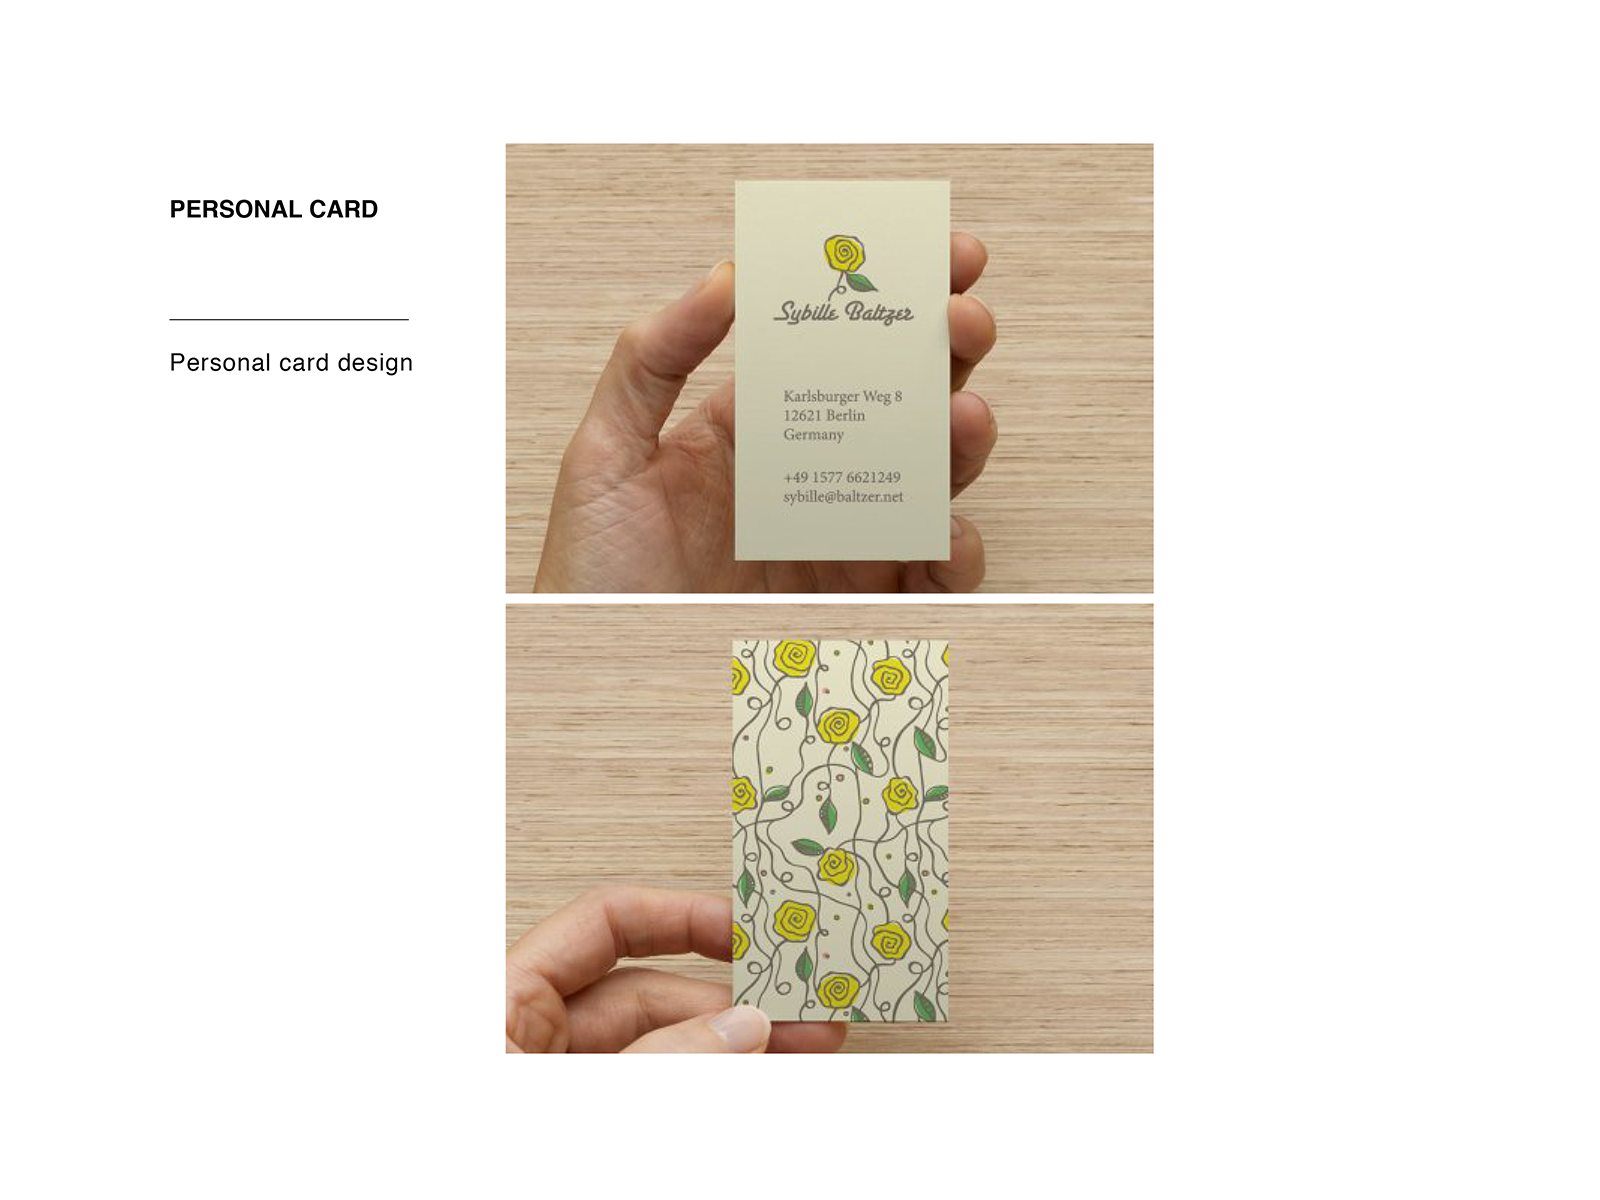 PERSONAL CARD
Personal card design
Sybille Baltzer
Karlsburger Weg 8
12621 Berlin
Germany
+49 1577 6621249
sybille@baltzer.net